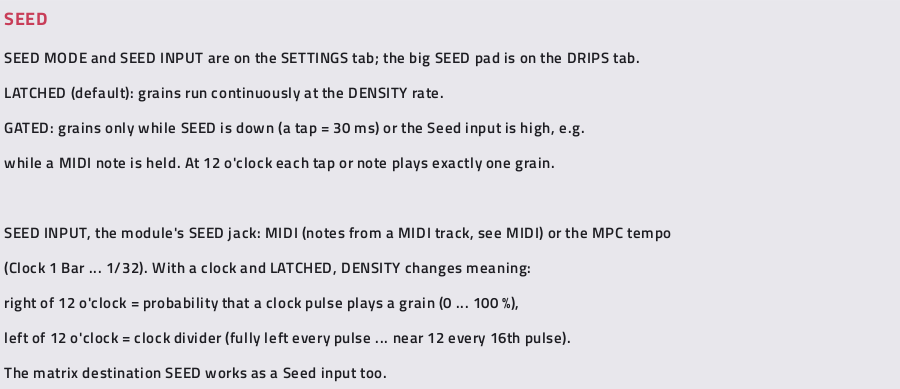 SEED
SEED MODE and SEED INPUT are on the SETTINGS tab; the big SEED pad is on the DRIPS tab.
LATCHED (default): grains run continuously at the DENSITY rate.
GATED: grains only while SEED is down (a tap = 30 ms) or the Seed input is high, e.g.
while a MIDI note is held. At 12 o'clock each tap or note plays exactly one grain.
SEED INPUT, the module's SEED jack: MIDI (notes from a MIDI track, see MIDI) or the MPC tempo
(Clock 1 Bar ... 1/32). With a clock and LATCHED, DENSITY changes meaning:
right of 12 o'clock = probability that a clock pulse plays a grain (0 ... 100 %),
left of 12 o'clock = clock divider (fully left every pulse ... near 12 every 16th pulse).
The matrix destination SEED works as a Seed input too.